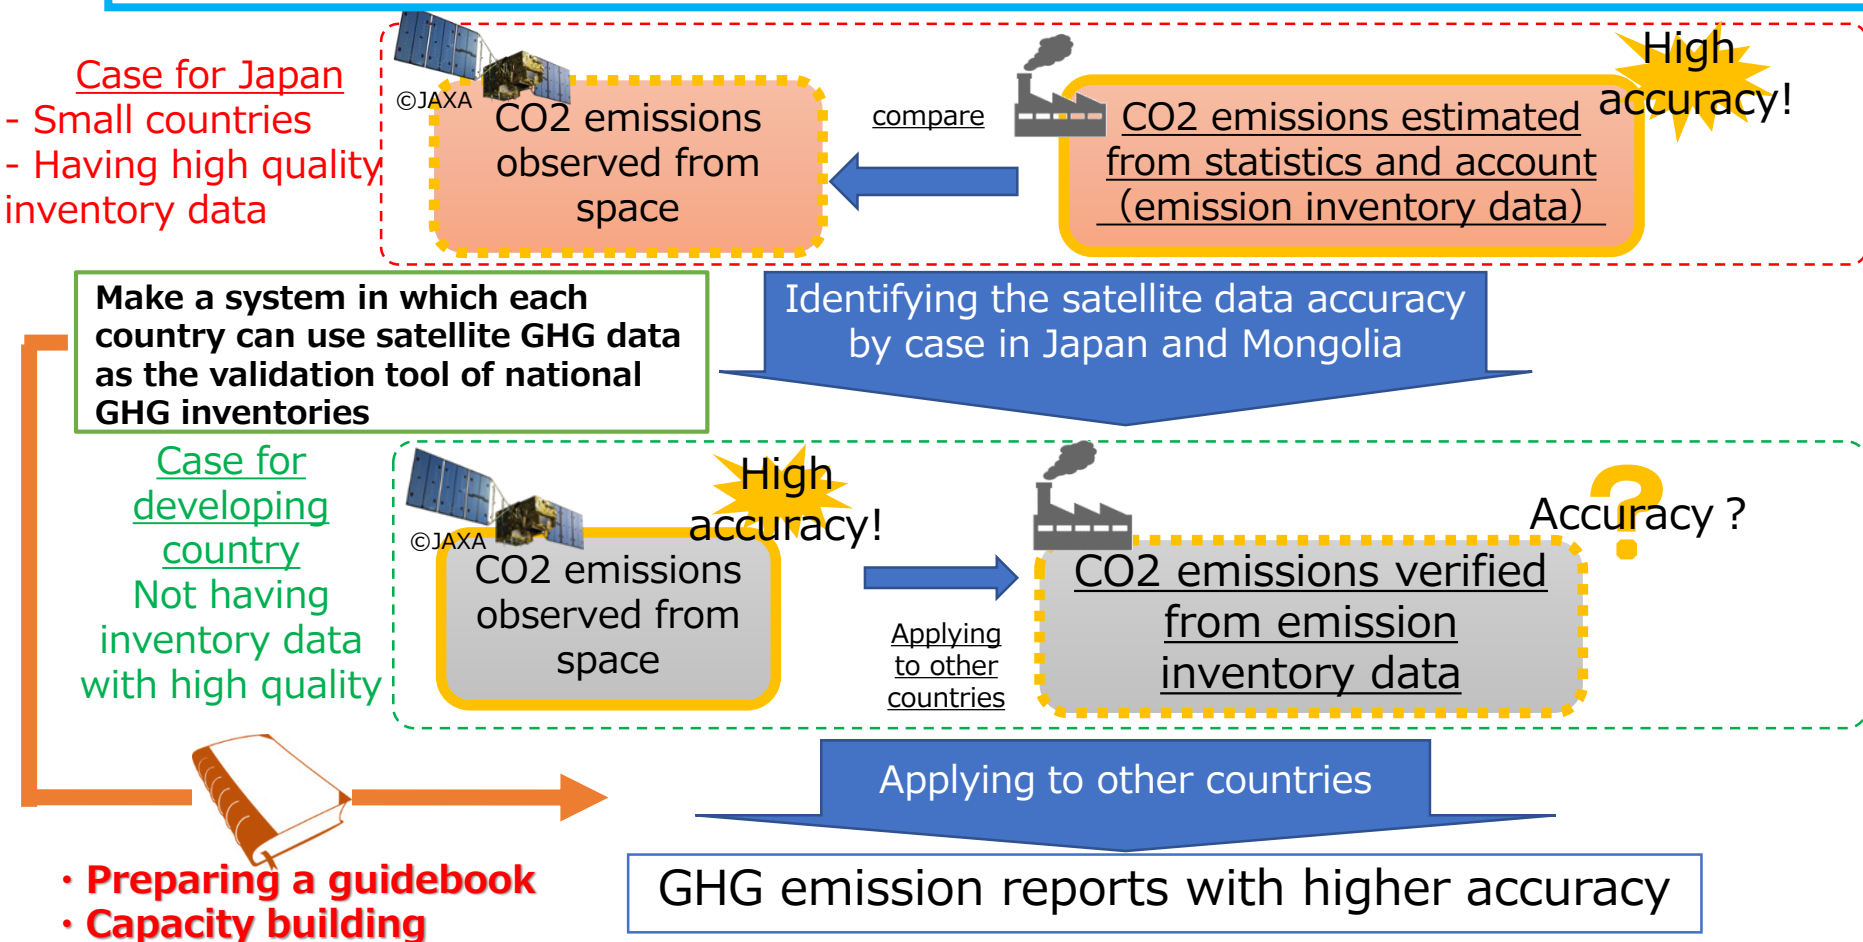 Case for Japan
- Small countries
- Having high quality
inventory data
©JAXA
CO2 emissions
observed from
space
compare
CO2 emissions estimated
from statistics and account
（emission inventory data）
High
accuracy!
Make a system in which each
country can use satellite GHG data
as the validation tool of national
GHG inventories
Identifying the satellite data accuracy
by case in Japan and Mongolia
Case for
developing
country
Not having
inventory data
with high quality
©JAXA
CO2 emissions
observed from
space
High
accuracy!
Applying
to other
countries
CO2 emissions verified
from emission
inventory data
?
Accuracy ?
Applying to other countries
・Preparing a guidebook
・Capacity building
GHG emission reports with higher accuracy